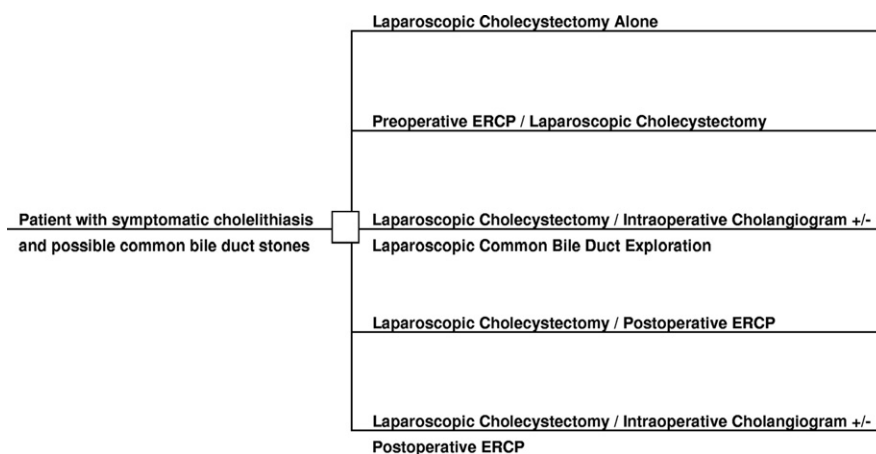 Laparoscopic Cholecystectomy Alone
Preoperative ERCP / Laparoscopic Cholecystectomy
Patient with symptomatic cholelithiasis
and possible common bile duct stones
Laparoscopic Cholecystectomy / Intraoperative Cholangiogram +/-
Laparoscopic Common Bile Duct Exploration
Laparoscopic Cholecystectomy / Postoperative ERCP
Laparoscopic Cholecystectomy / Intraoperative Cholangiogram +/-
Postoperative ERCP